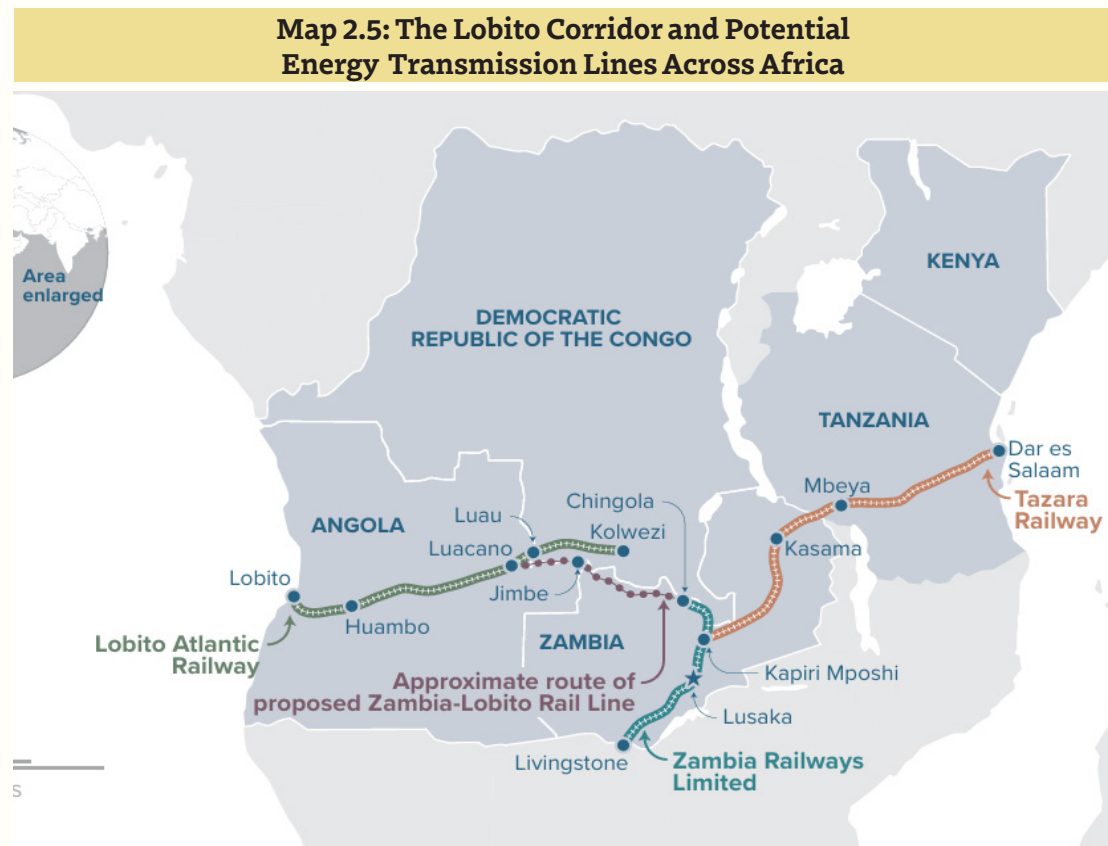 Map 2.5: The Lobito Corridor and Potential
Energy Transmission Lines Across Africa
Area
enlarged
KENYA
DEMOCRATIC
REPUBLIC OF THE CONGO
TANZANIA
Dar es
Salaam
Tazara
Railway
Mbeya
Kasama
Chingola
Kolwezi
Luau
Luacano
ANGOLA
Jimbe
Lobito
Huambo
Lobito Atlantic
Railway
ZAMBIA
Approximate route of
proposed Zambia-Lobito Rail Line
Kapiri Mposhi
Lusaka
Livingstone
Zambia Railways
Limited
s